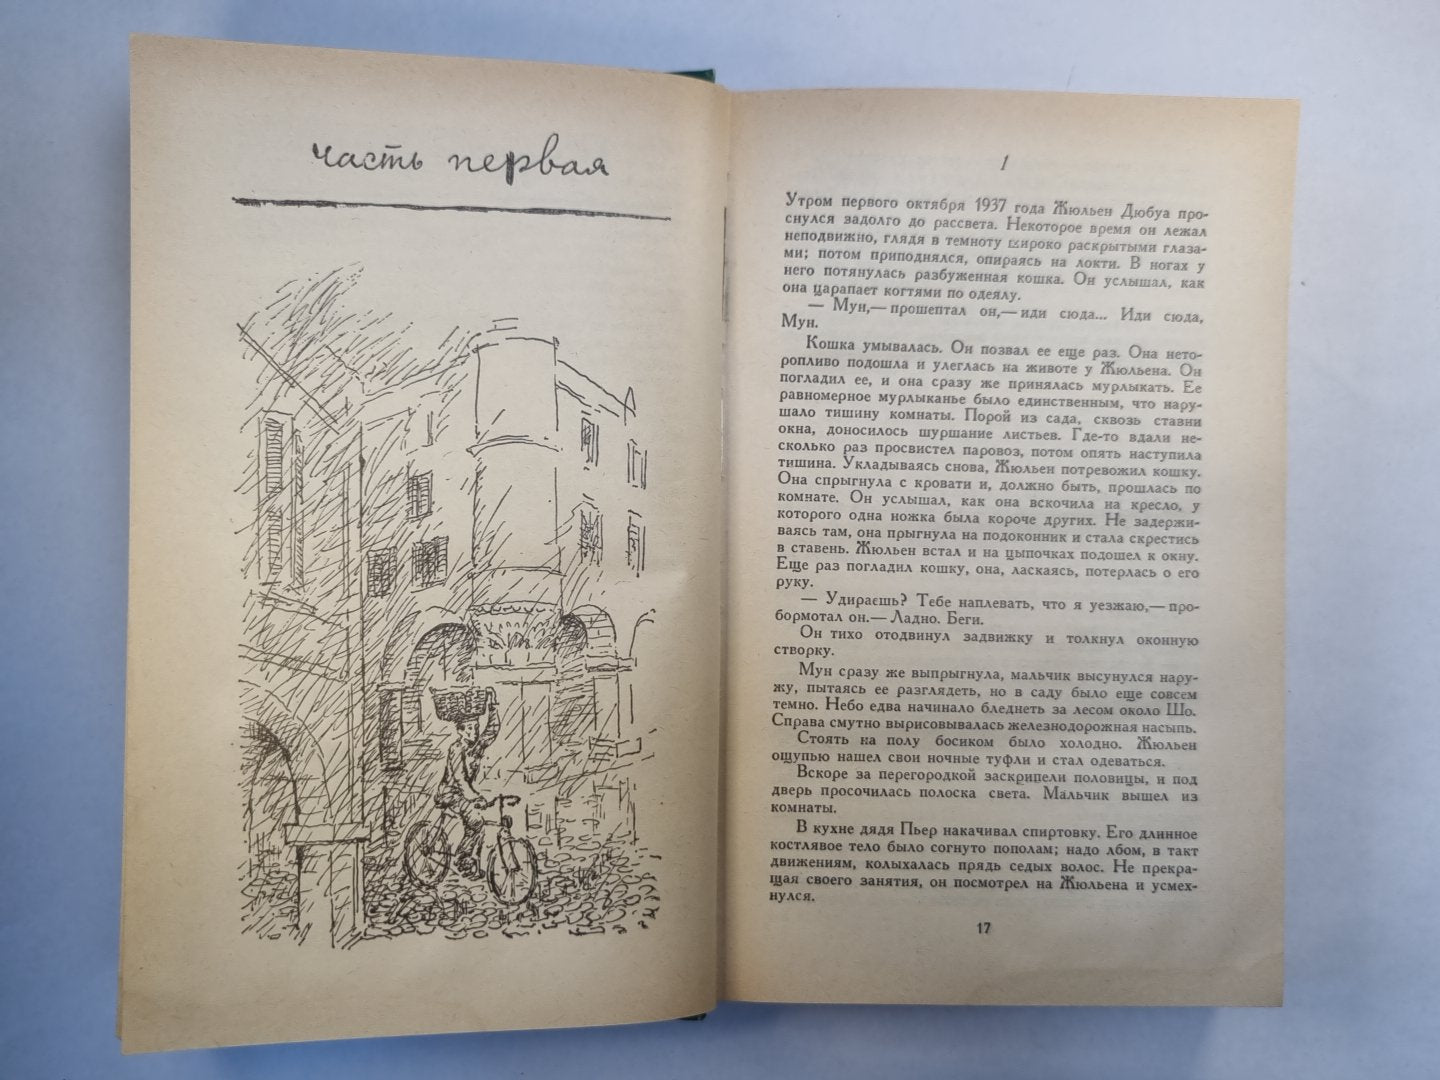 часть первая
1
Утром первого октября 1937 года Жюльен Дюбуа про-
снулся задолго до рассвета. Некоторое время он лежал
неподвижно, глядя в темноту широко раскрытыми глаза-
ми; потом приподнялся, опираясь на локти. В ногах у
него потянулась разбуженная кошка. Он услышал, как
она царапает когтями по одеялу.
— Мун,— прошептал он,— иди сюда... Иди сюда,
Мун.
Кошка умывалась. Он позвал ее еще раз. Она нето-
ропливо подошла и улеглась на животе у Жюльена. Он
погладил ее, и она сразу же принялась мурлыкать. Ее
равномерное мурлыканье было единственным, что нару-
шало тишину комнаты. Порой из сада, сквозь ставни
окна, доносилось шуршание листьев. Где-то вдали не-
сколько раз просвистел паровоз, потом опять наступила
тишина. Укладываясь снова, Жюльен потревожил кошку.
Она спрыгнула с кровати и, должно быть, прошлась по
комнате. Он услышал, как она вскочила на кресло, у
которого одна ножка была короче других. Не задержи-
ваясь там, она прыгнула на подоконник и стала скрестись
в ставень. Жюльен встал и на цыпочках подошел к окну.
Еще раз погладил кошку, она, ласкаясь, потерлась о его
руку.
— Удираешь? Тебе наплевать, что я уезжаю,— про-
бормотал он.— Ладно. Беги.
Он тихо отодвинул задвижку и толкнул оконную
створку.
Мун сразу же выпрыгнула, мальчик высунулся нару-
жу, пытаясь ее разглядеть, но в саду было еще совсем
темно. Небо едва начинало бледнеть за лесом около Шо.
Справа смутно вырисовывалась железнодорожная насыпь.
Стоять на полу босиком было холодно. Жюльен
ощупью нашел свои ночные туфли и стал одеваться.
Вскоре за перегородкой заскрипели половицы, и под
дверь просочилась полоска света. Мальчик вышел из
комнаты.
В кухне дядя Пьер накачивал спиртовку. Его длинное
костлявое тело было согнуто пополам; надо лбом, в такт
движениям, колыхалась прядь седых волос. Не прекра-
щая своего занятия, он посмотрел на Жюльена и усмех-
нулся.
17